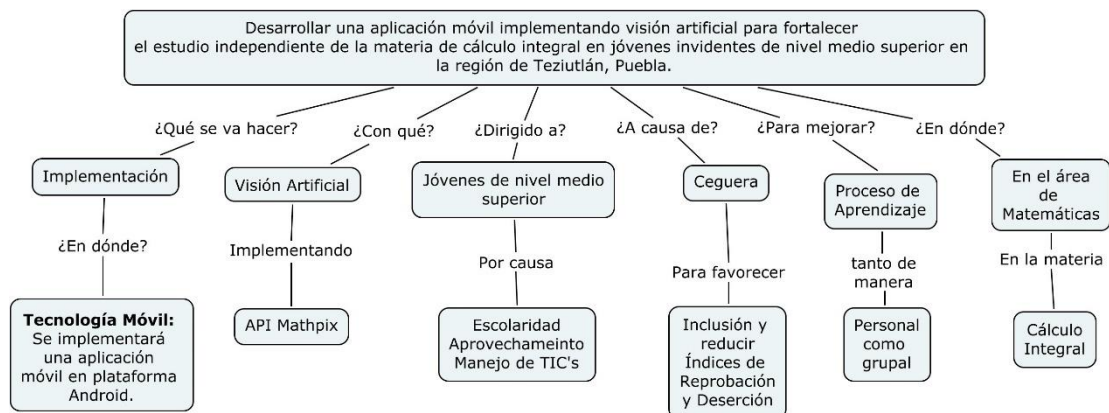 Desarrollar una aplicación móvil implementando visión artificial para fortalecer
el estudio independiente de la materia de cálculo integral en jóvenes invidentes de nivel medio superior en
la región de Teziutlán, Puebla.
¿Qué se va hacer?
¿Con qué?
¿Dirigido a?
¿A causa de?
¿Para mejorar?
¿En dónde?
Implementación
Visión Artificial
Jóvenes de nivel medio
superior
Ceguera
Proceso de
Aprendizaje
En el área
de
Matemáticas
¿En dónde?
Implementando
Por causa
Para favorecer
tanto de
manera
En la materia
Tecnología Móvil:
Se implementará
una aplicación
móvil en plataforma
Android.
API Mathpix
Escolaridad
Aprovechameinto
Manejo de TIC's
Inclusión y
reducir
Índices de
Reprobación
y Deserción
Personal
como
grupal
Cálculo
Integral